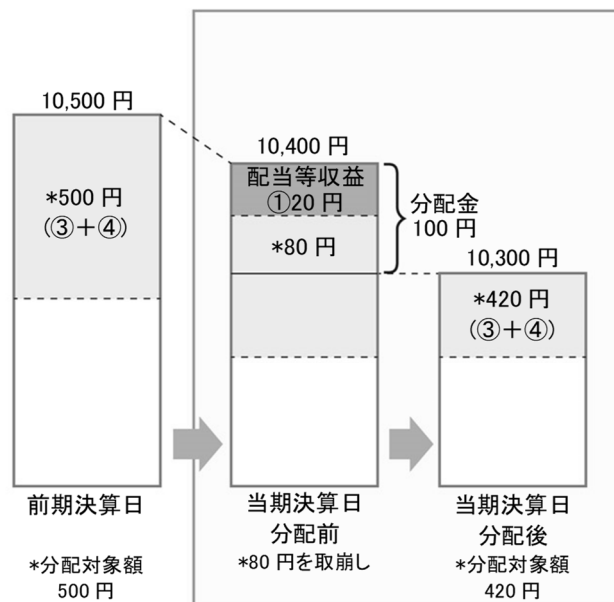 10,500 円
*500 円
(③+④)
前期決算日
*分配対象額
500 円
10,400 円
配当等収益
①20 円
*80 円
分配金
100 円
当期決算日
分配前
*80 円を取崩し
10,300 円
*420 円
(③+④)
当期決算日
分配後
*分配対象額
420 円